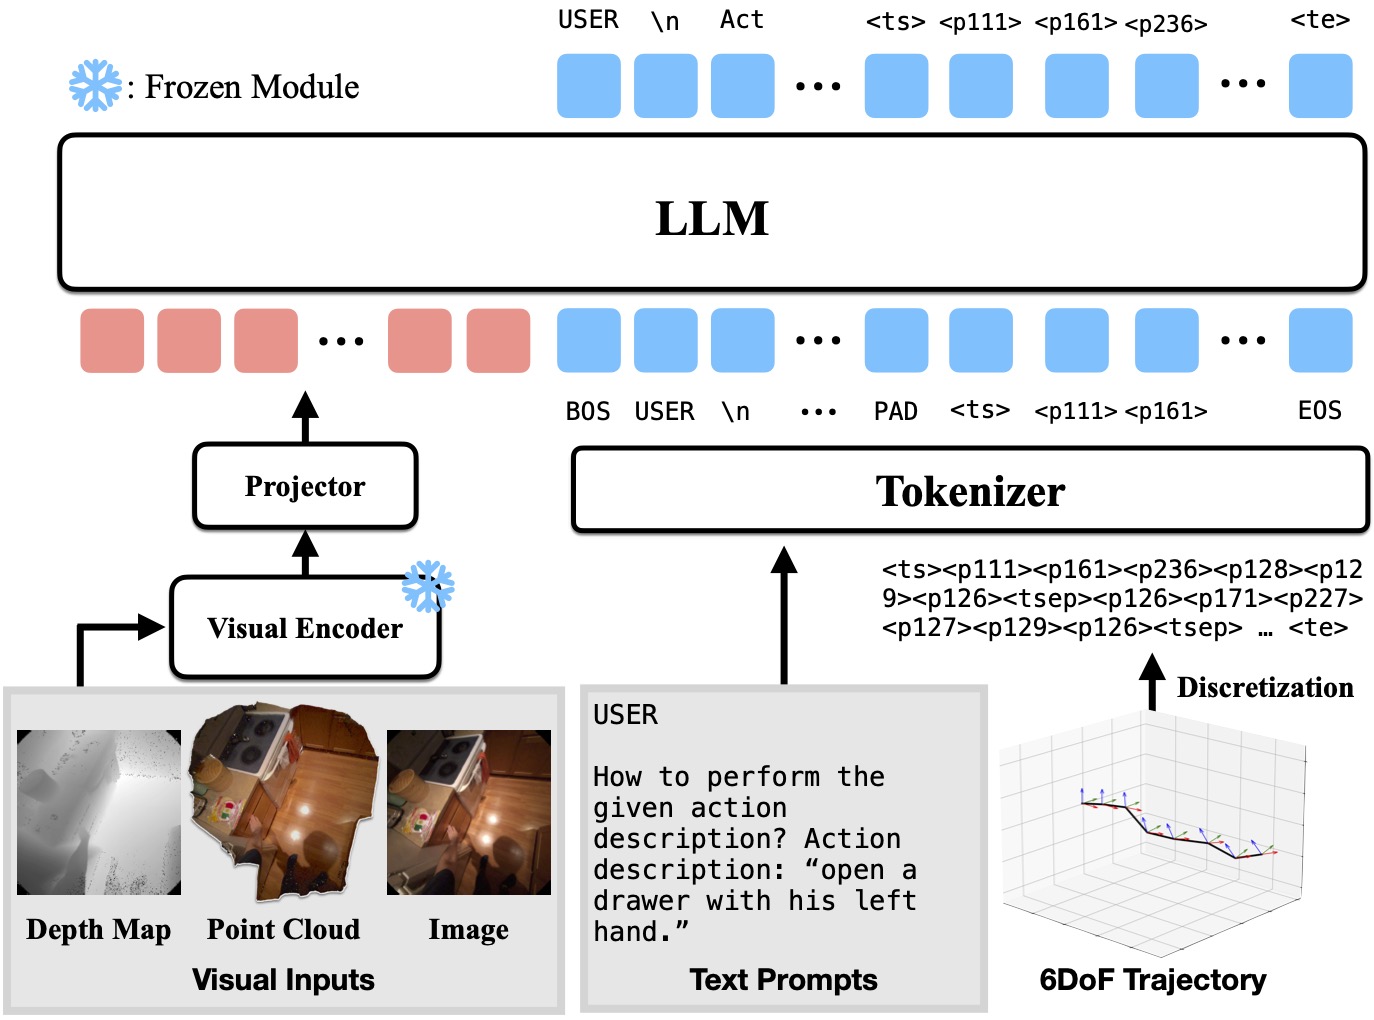 USER \n Act ... <ts> <p111> <p161> <p236> ... <te>
: Frozen Module
LLM
BOS USER \n ... PAD <ts> <p111> <p161> EOS
Projector
Tokenizer
Visual Encoder
<ts><p111><p161><p236><p128><p12
9><p126><tsep><p126><p171><p227>
<p127><p129><p126><tsep> … <te>
Discretization
USER
How to perform the
given action
description? Action
description: “open a
drawer with his left
hand.”
Depth Map Point Cloud Image
Visual Inputs
Text Prompts
6DoF Trajectory